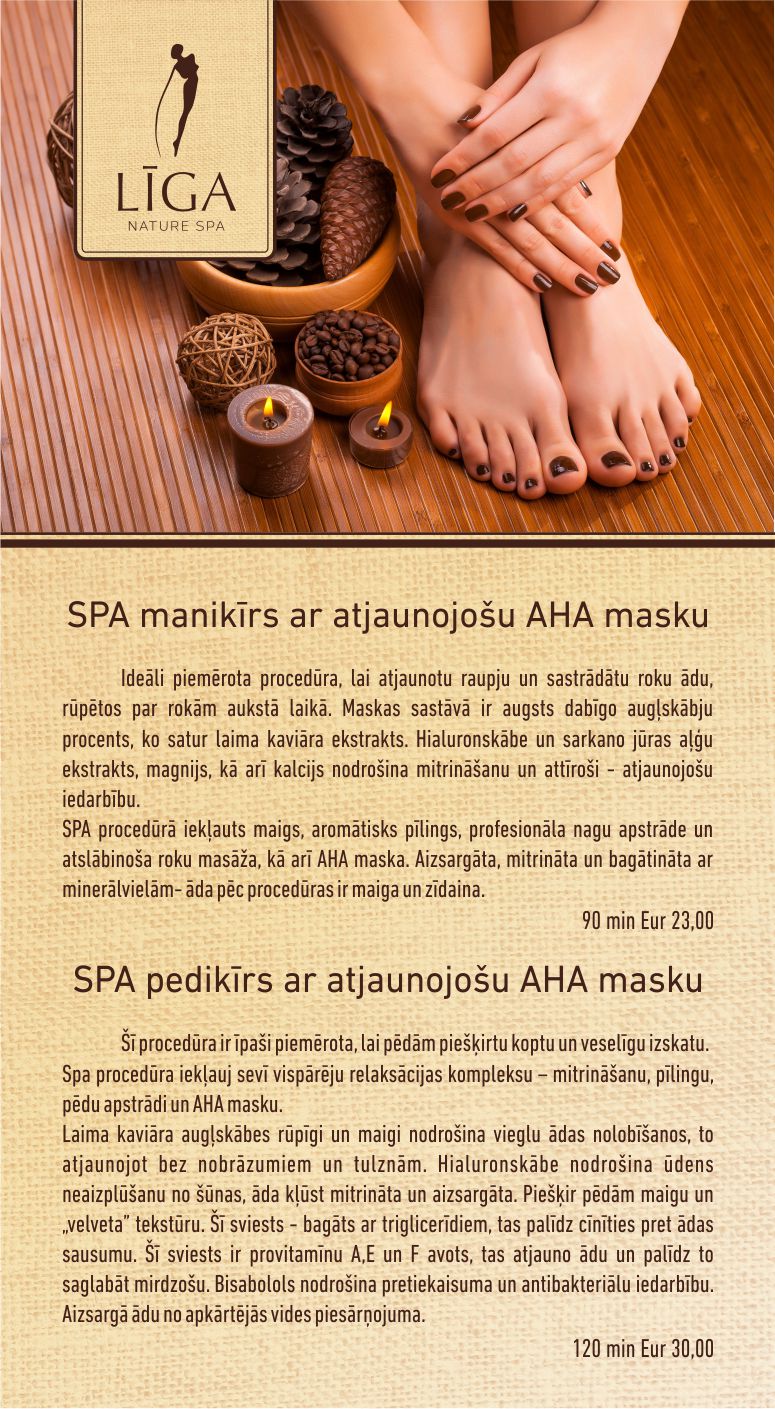 LĪGA
NATURE SPA
SPA manikīrs ar atjaunojošu AHA masku
Ideāli piemērota procedūra, lai atjaunotu raupju un sastrādātu roku ādu,
rūpētos par rokām aukstā laikā. Maskas sastāvā ir augsts dabīgo augļskābju
procents, ko satur laima kaviāra ekstrakts. Hialuronskābe un sarkano jūras aļģu
ekstrakts, magnijs, kā arī kalcijs nodrošina mitrināšanu un attīroši - atjaunojošu
iedarbību.
SPA procedūrā iekļauts maigs, aromātisks pīlings, profesionāla nagu apstrāde un
atslābinoša roku masāža, kā arī AHA maska. Aizsargāta, mitrināta un bagātināta ar
minerālvielām- āda pēc procedūras ir maiga un zīdaina.
90 min Eur 23,00
SPA pedikīrs ar atjaunojošu AHA masku
Šī procedūra ir īpaši piemērota, lai pēdām piešķirtu koptu un veselīgu izskatu.
Spa procedūra iekļauj sevī vispārēju relaksācijas kompleksu – mitrināšanu, pīlingu,
pēdu apstrādi un AHA masku.
Laima kaviāra augļskābes rūpīgi un maigi nodrošina vieglu ādas nolobīšanos, to
atjaunojot bez nobrāzumiem un tulznām. Hialuronskābe nodrošina ūdens
neaizplūšanu no šūnas, āda kļūst mitrināta un aizsargāta. Piešķir pēdām maigu un
„velveta” tekstūru. Šī sviests - bagāts ar triglicerīdiem, tas palīdz cīnīties pret ādas
sausumu. Šī sviests ir provitamīnu A,E un F avots, tas atjauno ādu un palīdz to
saglabāt mirdzošu. Bisabolols nodrošina pretiekaisuma un antibakteriālu iedarbību.
Aizsargā ādu no apkārtējās vides piesārņojuma.
120 min Eur 30,00